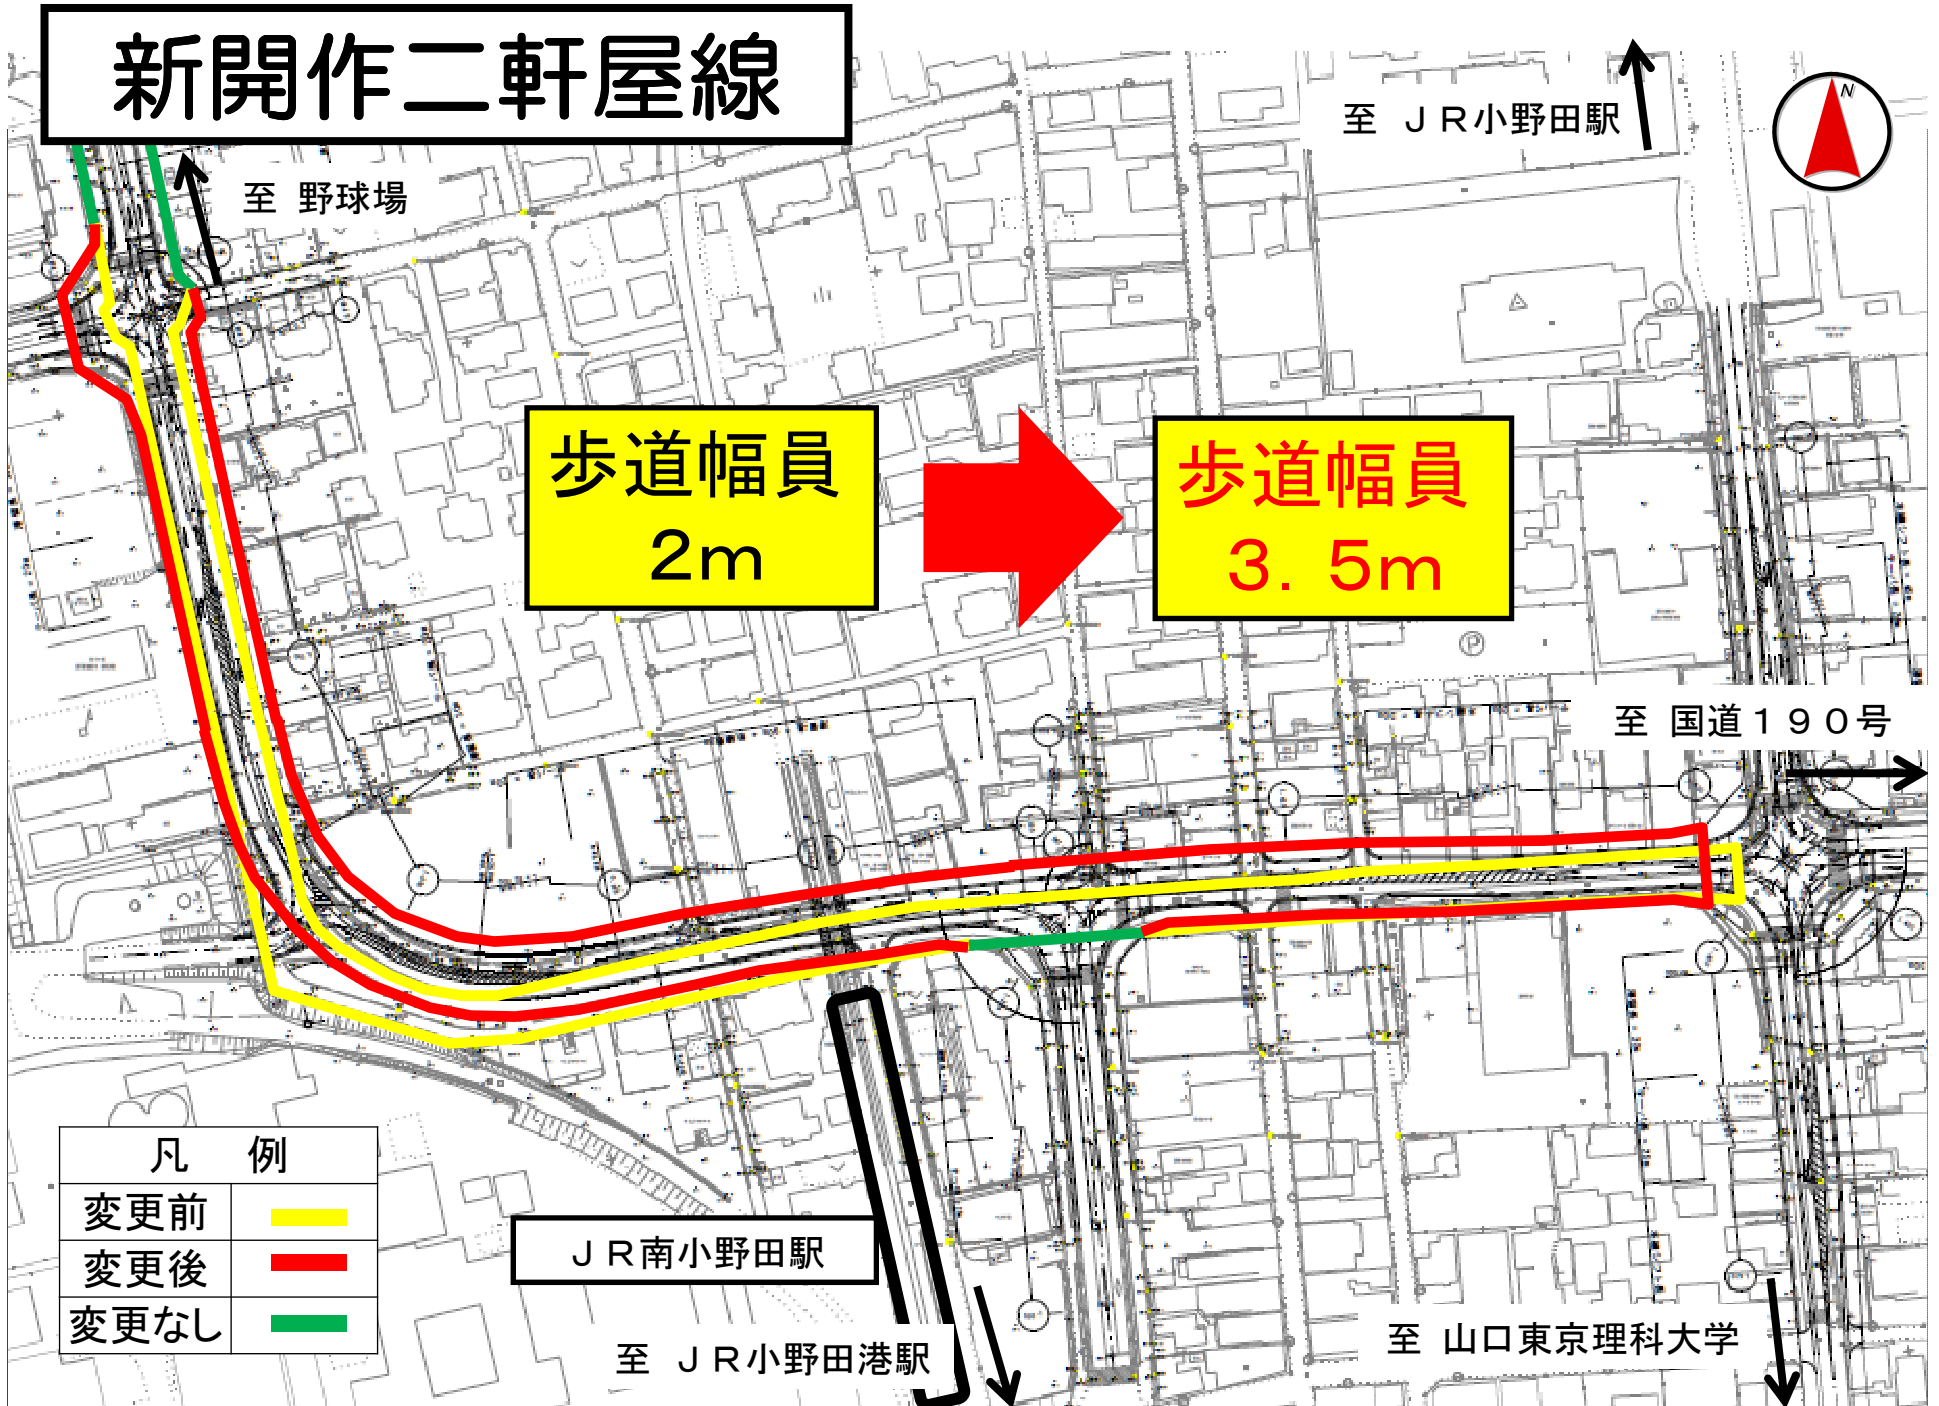 新開作二軒屋線
至 ＪＲ小野田駅
N
至 野球場
歩道幅員
2m
歩道幅員
3．5m
至 国道１９０号
凡 例
変更前
変更後
変更なし
ＪＲ南小野田駅
至 ＪＲ小野田港駅
至 山口東京理科大学